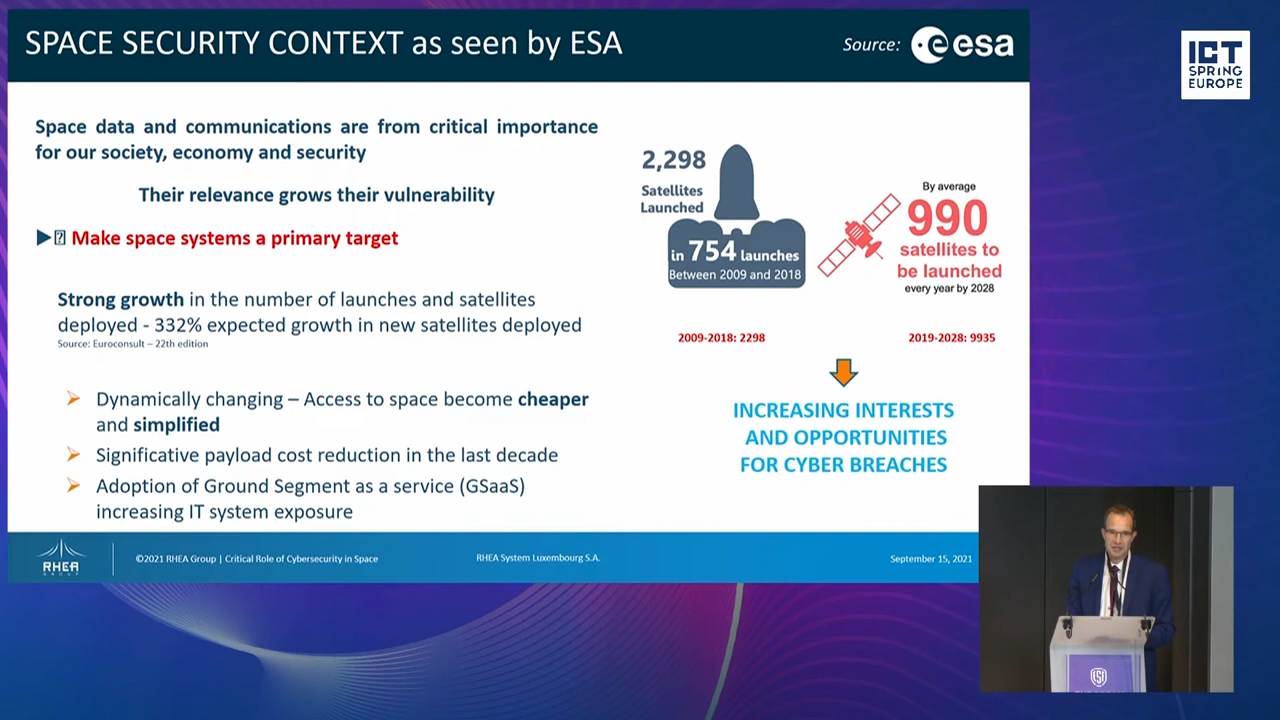 SPACE SECURITY CONTEXT as seen by ESA
Source:
esa
ICT
SPRING
EUROPE
Space data and communications are from critical importance
for our society, economy and security
Their relevance grows their vulnerability
Make space systems a primary target
Strong growth in the number of launches and satellites
deployed - 332% expected growth in new satellites deployed
Source: Euroconsult – 22th edition
Dynamically changing – Access to space become cheaper
and simplified
Significative payload cost reduction in the last decade
Adoption of Ground Segment as a service (GSaaS)
increasing IT system exposure
2,298
Satellites
Launched
in 754 launches
Between 2009 and 2018
By average
990
satellites to
be launched
every year by 2028
2009-2018: 2298
2019-2028: 9935
INCREASING INTERESTS
AND OPPORTUNITIES
FOR CYBER BREACHES
RHEA
GROUP
©2021 RHEA Group | Critical Role of Cybersecurity in Space
RHEA System Luxembourg S.A.
September 15, 2021